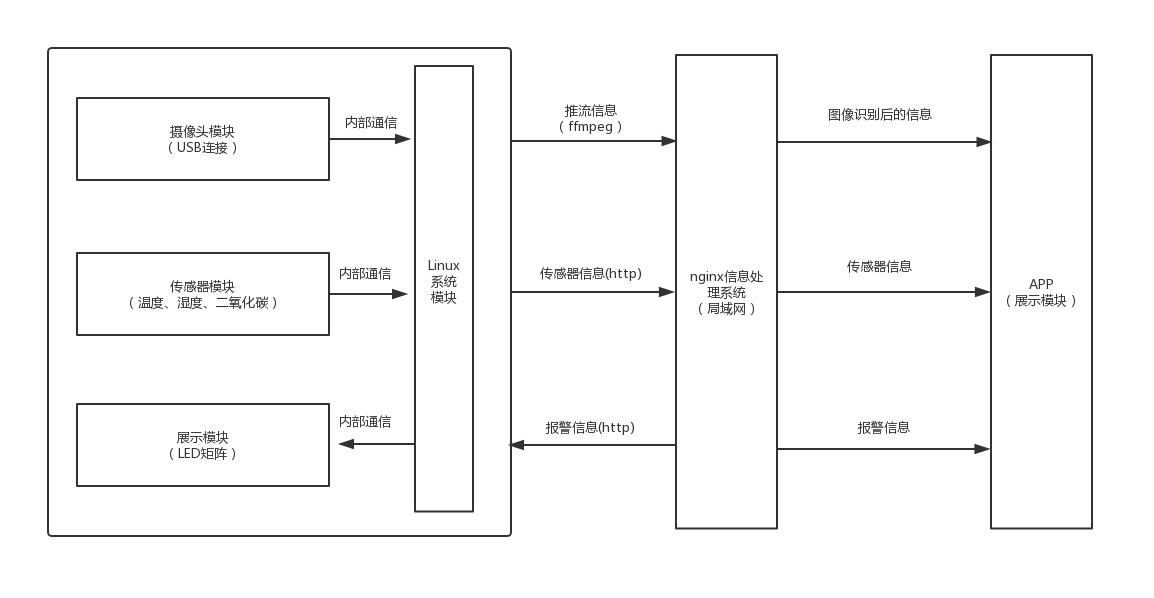 摄像头模块
（ USB连接 ）
内部通信
传感器模块
（ 温度、湿度、二氧化碳 ）
内部通信
展示模块
（ LED矩阵 ）
内部通信
Linux
系统
模块
推流信息
（ ffmpeg ）
传感器信息(http)
报警信息(http)
nginx信息处
理系统
（ 局域网 ）
图像识别后的信息
传感器信息
报警信息
APP
（ 展示模块 ）